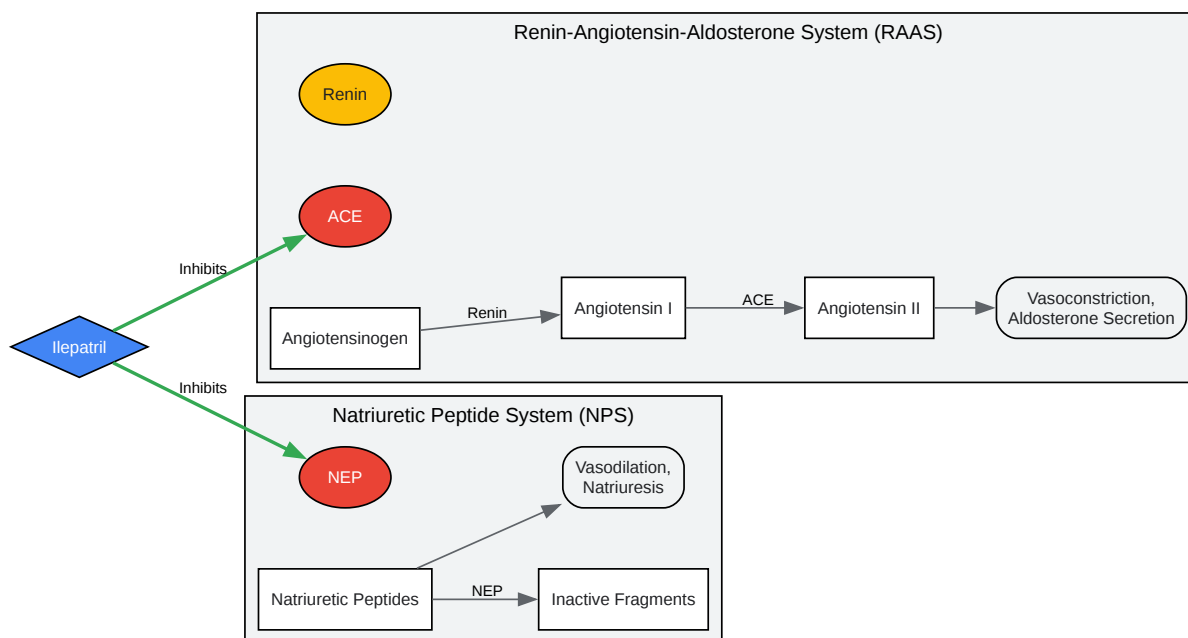 Renin-Angiotensin-Aldosterone System (RAAS)
Renin
ACE
Inhibits
Angiotensinogen
Renin
Angiotensin I
ACE
Angiotensin II
Vasoconstriction,
Aldosterone Secretion
Ilepatril
Inhibits
Natriuretic Peptide System (NPS)
NEP
Vasodilation,
Natriuresis
Natriuretic Peptides
NEP
Inactive Fragments